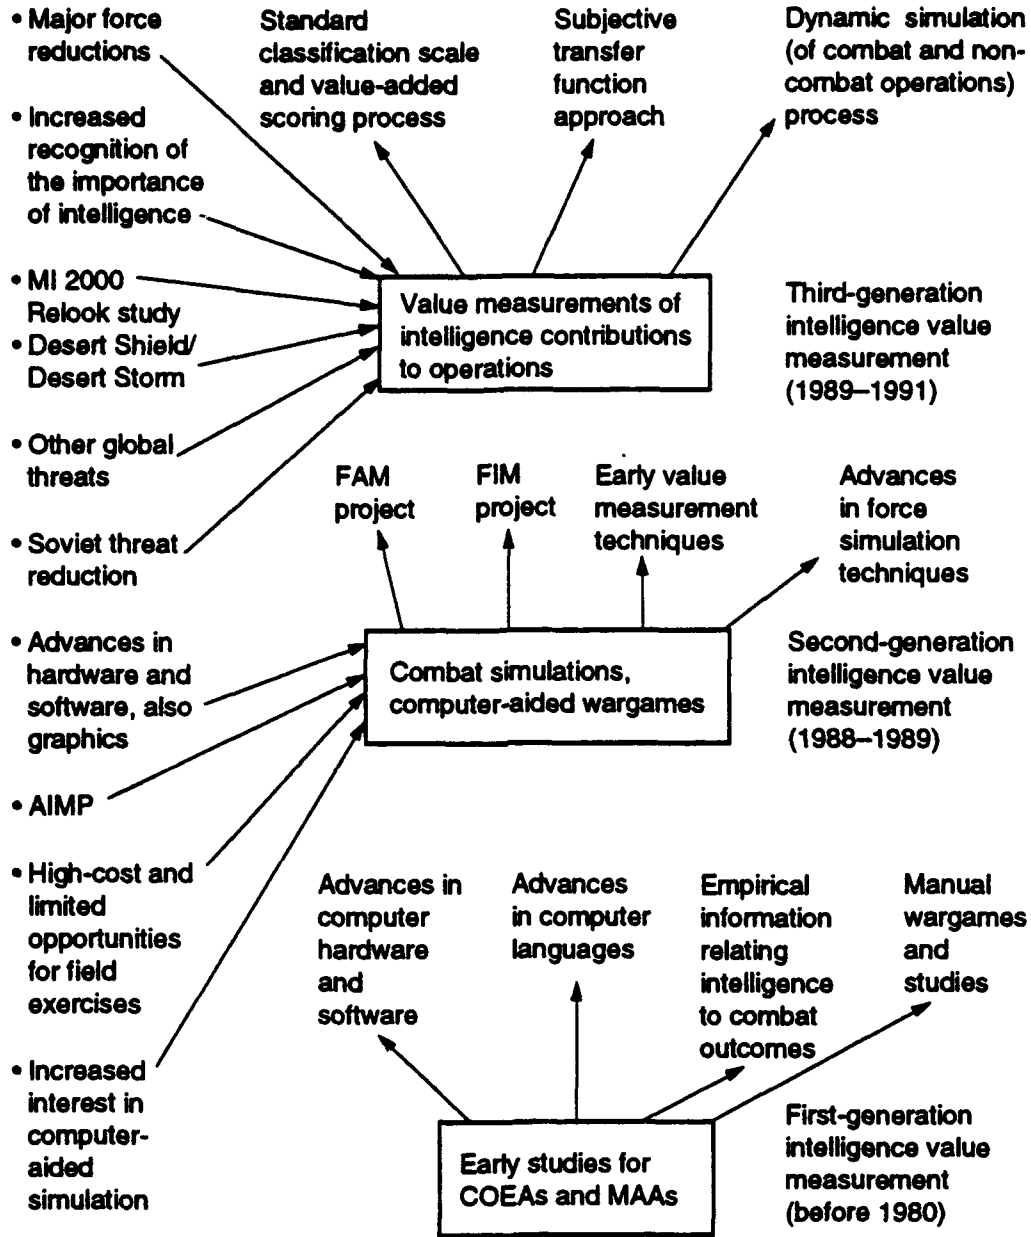 • Major force
reductions
• Increased
recognition of
the importance
of intelligence
• MI 2000
Relook study
• Desert Shield/
Desert Storm
• Other global
threats
• Soviet threat
reduction
• Advances in
hardware and
software, also
graphics
• AIMP
• High-cost and
limited
opportunities
for field
exercises
• Increased
interest in
computer-
aided
simulation
Standard
classification scale
and value-added
scoring process
Subjective
transfer
function
approach
Dynamic simulation
(of combat and non-
combat operations)
process
Value measurements of
intelligence contributions
to operations
Third-generation
intelligence value
measurement
(1989–1991)
FAM
project
FIM
project
Early value
measurement
techniques
Advances
in force
simulation
techniques
Combat simulations,
computer-aided wargames
Second-generation
intelligence value
measurement
(1988–1989)
Advances in
computer
hardware
and
software
Advances
in computer
languages
Empirical
information
relating
intelligence
to combat
outcomes
Manual
wargames
and
studies
Early studies for
COEAs and MAAs
First-generation
intelligence value
measurement
(before 1980)